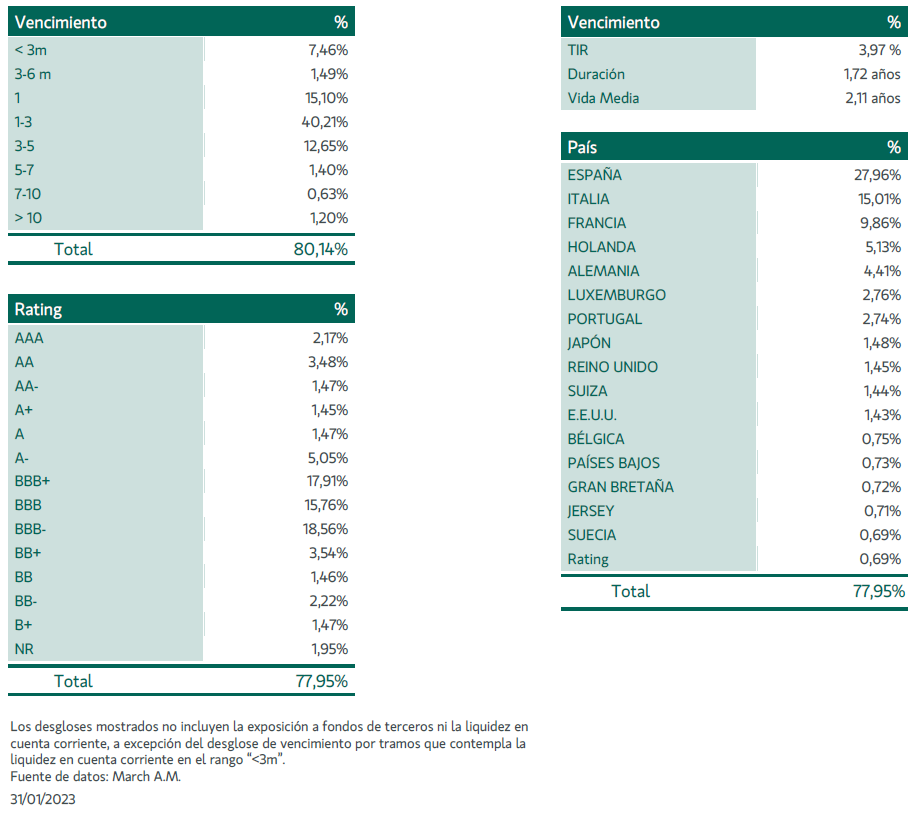 Vencimiento %
< 3m 7,46%
3-6 m 1,49%
1 15,10%
1-3 40,21%
3-5 12,65%
5-7 1,40%
7-10 0,63%
> 10 1,20%
Total 80,14%
Rating %
AAA 2,17%
AA 3,48%
AA- 1,47%
A+ 1,45%
A 1,47%
A- 5,05%
BBB+ 17,91%
BBB 15,76%
BBB- 18,56%
BB+ 3,54%
BB 1,46%
BB- 2,22%
B+ 1,47%
NR 1,95%
Total 77,95%
Vencimiento %
TIR 3,97 %
Duración 1,72 años
Vida Media 2,11 años
País %
ESPAÑA 27,96%
ITALIA 15,01%
FRANCIA 9,86%
HOLANDA 5,13%
ALEMANIA 4,41%
LUXEMBURGO 2,76%
PORTUGAL 2,74%
JAPÓN 1,48%
REINO UNIDO 1,45%
SUIZA 1,44%
E.E.U.U. 1,43%
BÉLGICA 0,75%
PAÍSES BAJOS 0,73%
GRAN BRETAÑA 0,72%
JERSEY 0,71%
SUECIA 0,69%
Rating 0,69%
Total 77,95%
Los desgloses mostrados no incluyen la exposición a fondos de terceros ni la liquidez en
cuenta corriente, a excepción del desglose de vencimiento por tramos que contempla la
liquidez en cuenta corriente en el rango “<3m”.
Fuente de datos: March A.M.
31/01/2023